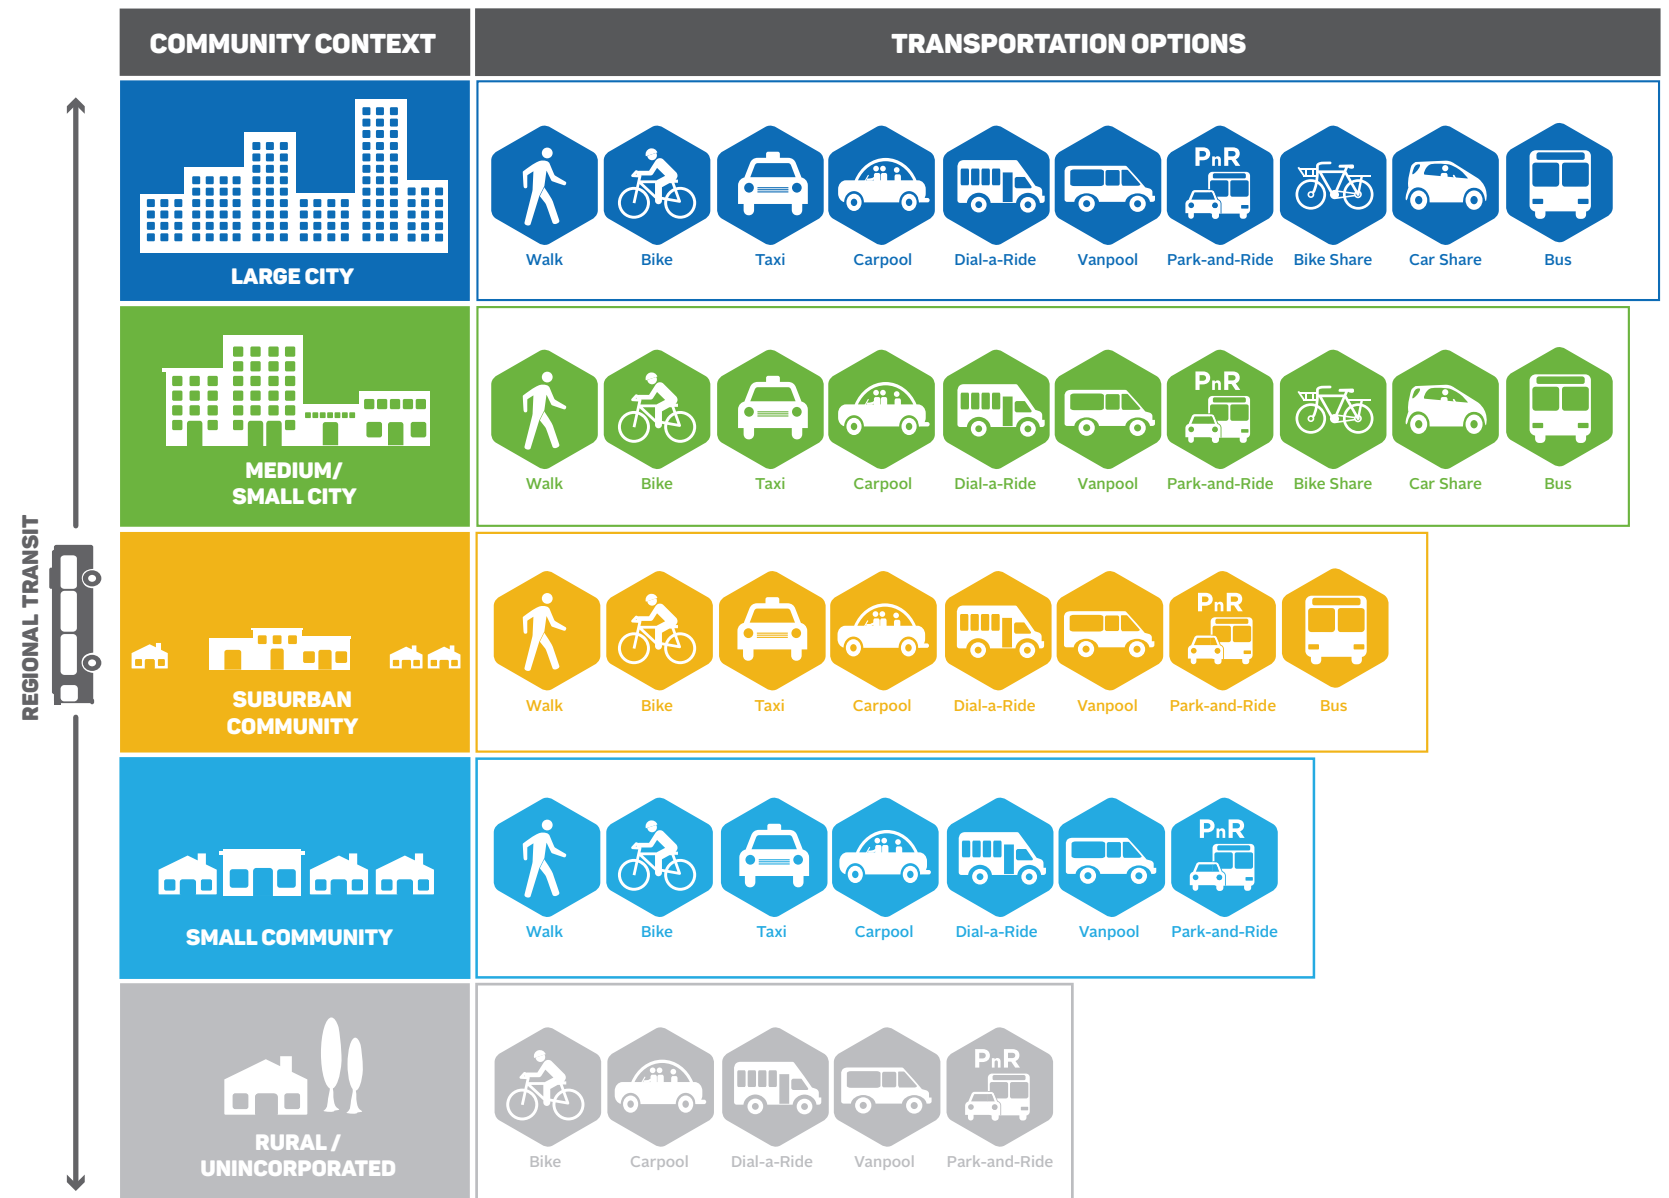 COMMUNITY CONTEXT
TRANSPORTATION OPTIONS
REGIONAL TRANSIT
LARGE CITY
PnR
Walk
Bike
Taxi
Carpool
Dial-a-Ride
Vanpool
Park-and-Ride
Bike Share
Car Share
Bus
MEDIUM/
SMALL CITY
PnR
Walk
Bike
Taxi
Carpool
Dial-a-Ride
Vanpool
Park-and-Ride
Bike Share
Car Share
Bus
SUBURBAN
COMMUNITY
PnR
Walk
Bike
Taxi
Carpool
Dial-a-Ride
Vanpool
Park-and-Ride
Bus
SMALL COMMUNITY
PnR
Walk
Bike
Taxi
Carpool
Dial-a-Ride
Vanpool
Park-and-Ride
RURAL /
UNINCORPORATED
PnR
Bike
Carpool
Dial-a-Ride
Vanpool
Park-and-Ride